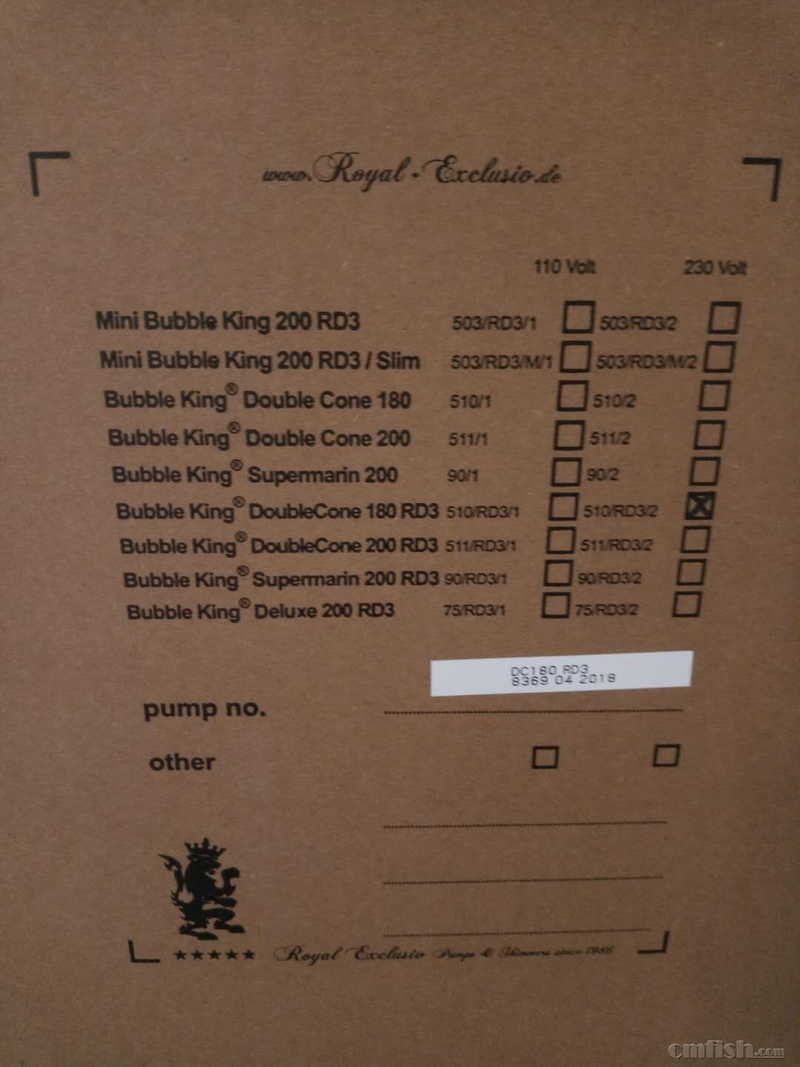 www.Royal-Exclusiv.de
110 Volt 230 Volt
Mini Bubble King 200 RD3 503/RD3/1 503/RD3/2
Mini Bubble King 200 RD3 / Slim 503/RD3/M/1 503/RD3/M/2
Bubble King® Double Cone 180 510/1 510/2
Bubble King® Double Cone 200 511/1 511/2
Bubble King® Supermarin 200 90/1 90/2
Bubble King® DoubleCone 180 RD3 510/RD3/1 510/RD3/2
Bubble King® DoubleCone 200 RD3 511/RD3/1 511/RD3/2
Bubble King® Supermarin 200 RD3 90/RD3/1 90/RD3/2
Bubble King® Deluxe 200 RD3 75/RD3/1 75/RD3/2
DC180 RD3
8369 04 2018
pump no.
other
Royal Exclusiv Pumps & Skimmers since 1986
cmfish.com